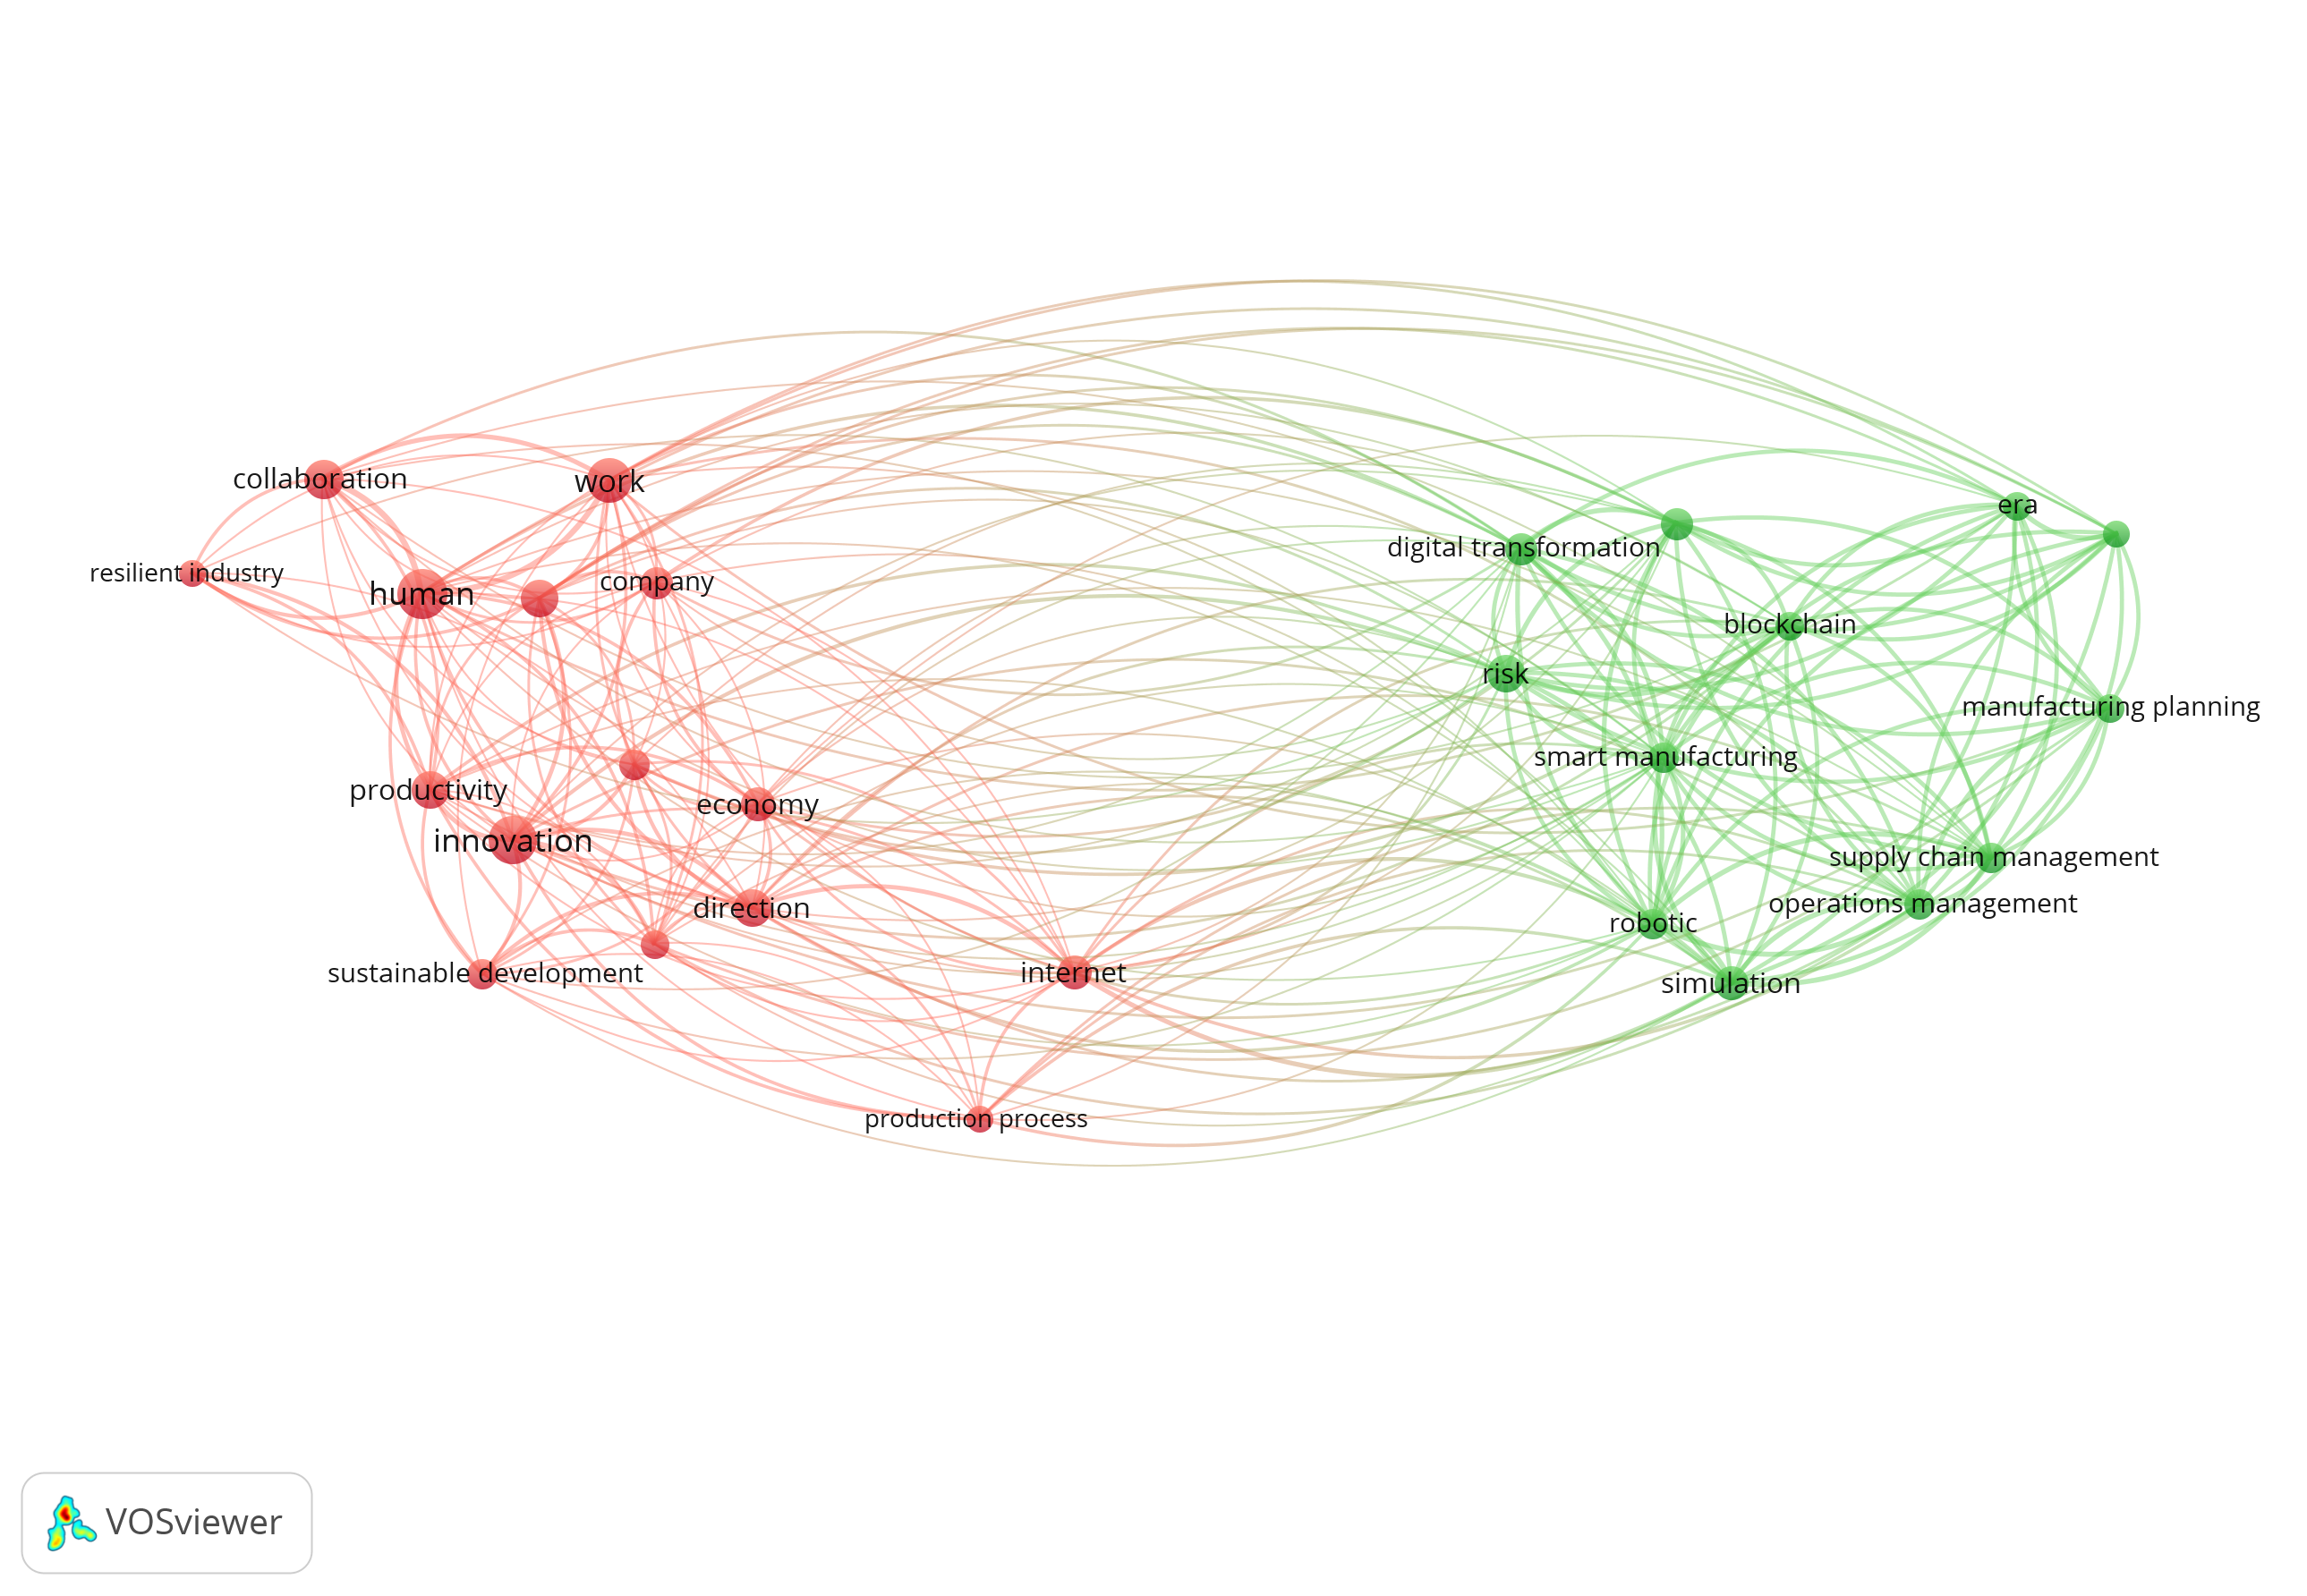 collaboration
work
era
digital transformation
resilient industry
human
company
blockchain
risk
manufacturing planning
smart manufacturing
productivity
economy
innovation
supply chain management
direction
operations management
robotic
sustainable development
internet
simulation
production process
VOSviewer